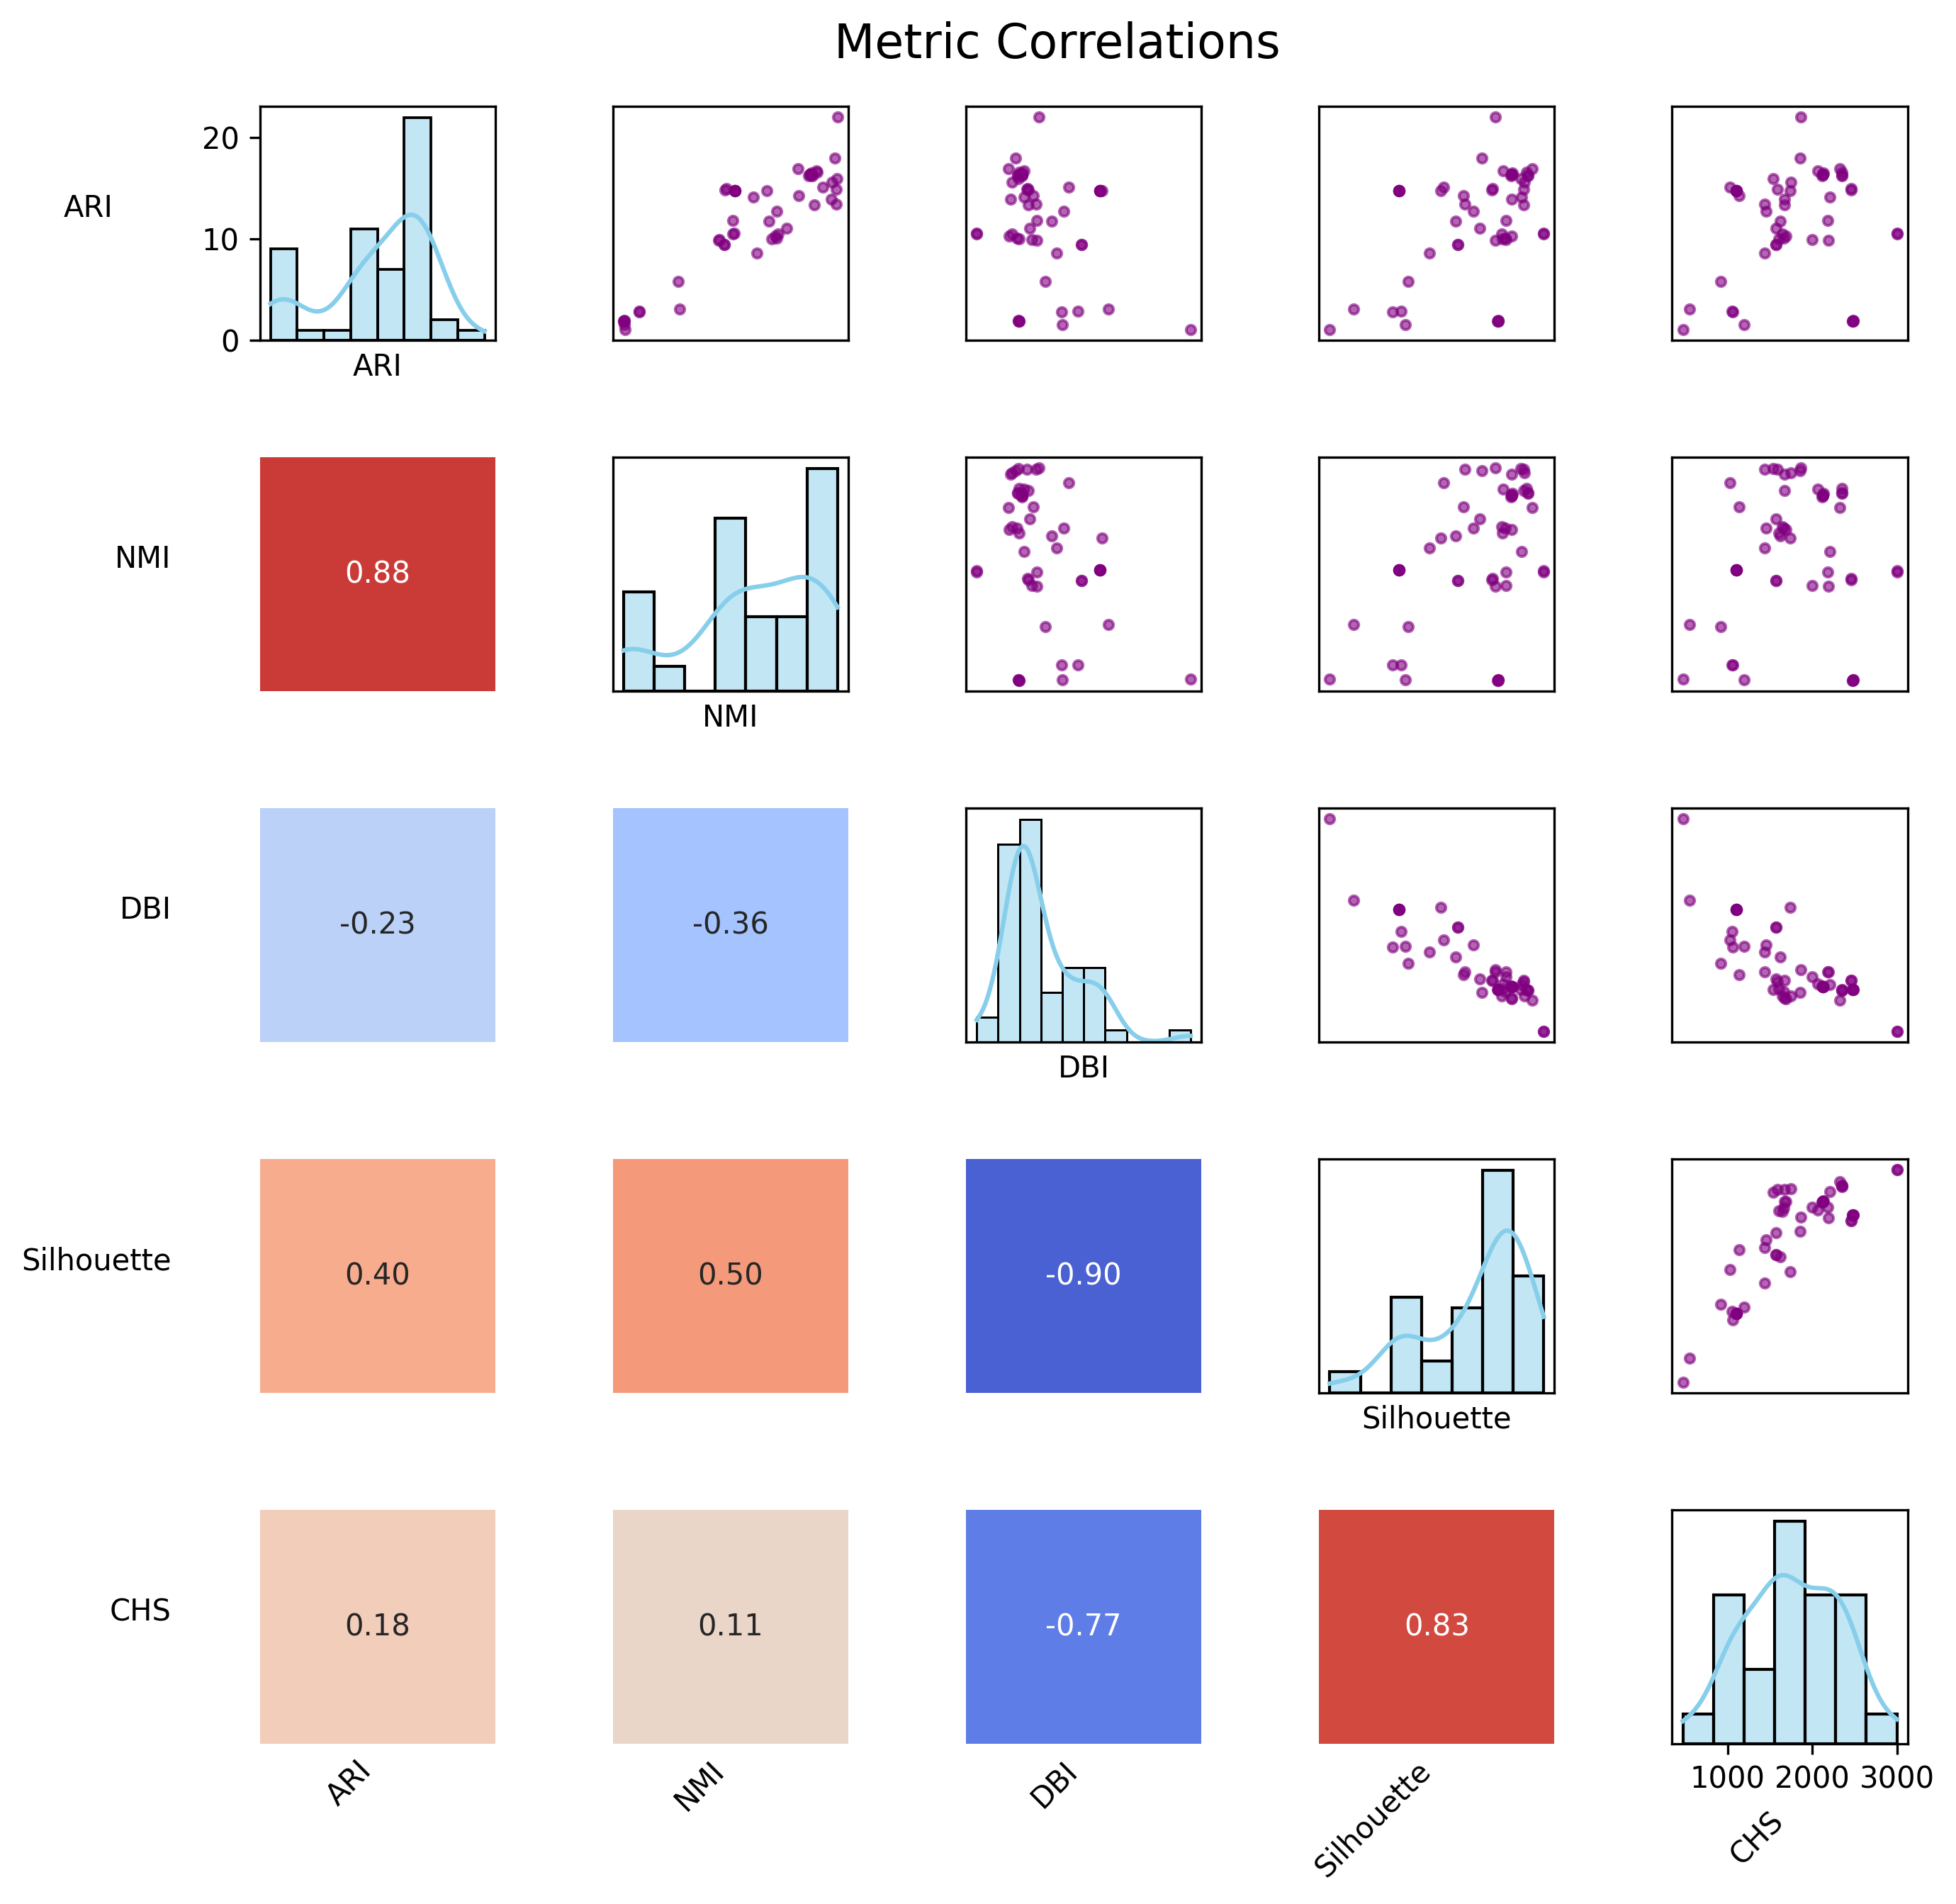 Metric Correlations
20
10
0
ARI
ARI
NMI
0.88
NMI
DBI
-0.23
-0.36
DBI
Silhouette
0.40
0.50
-0.90
Silhouette
CHS
0.18
0.11
-0.77
0.83
1000 2000 3000
ARI
NMI
DBI
Silhouette
CHS